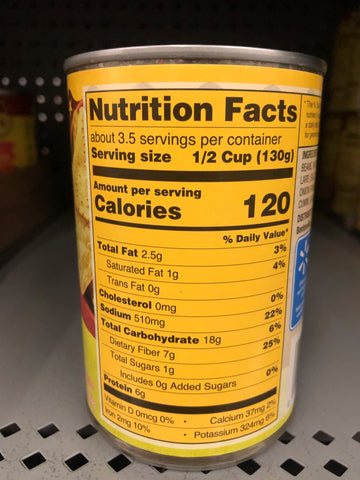 Nutrition Facts
about 3.5 servings per container
Serving size 1/2 Cup (130g)
Amount per serving
Calories 120
% Daily Value*
Total Fat 2.5g 3%
Saturated Fat 1g 4%
Trans Fat 0g
Cholesterol 0mg 0%
Sodium 510mg 22%
Total Carbohydrate 18g 6%
Dietary Fiber 7g 25%
Total Sugars 1g
Includes 0g Added Sugars 0%
Protein 6g
Vitamin D 0mcg 0% • Calcium 37mg 2%
Iron 2mg 10% • Potassium 324mg 6%